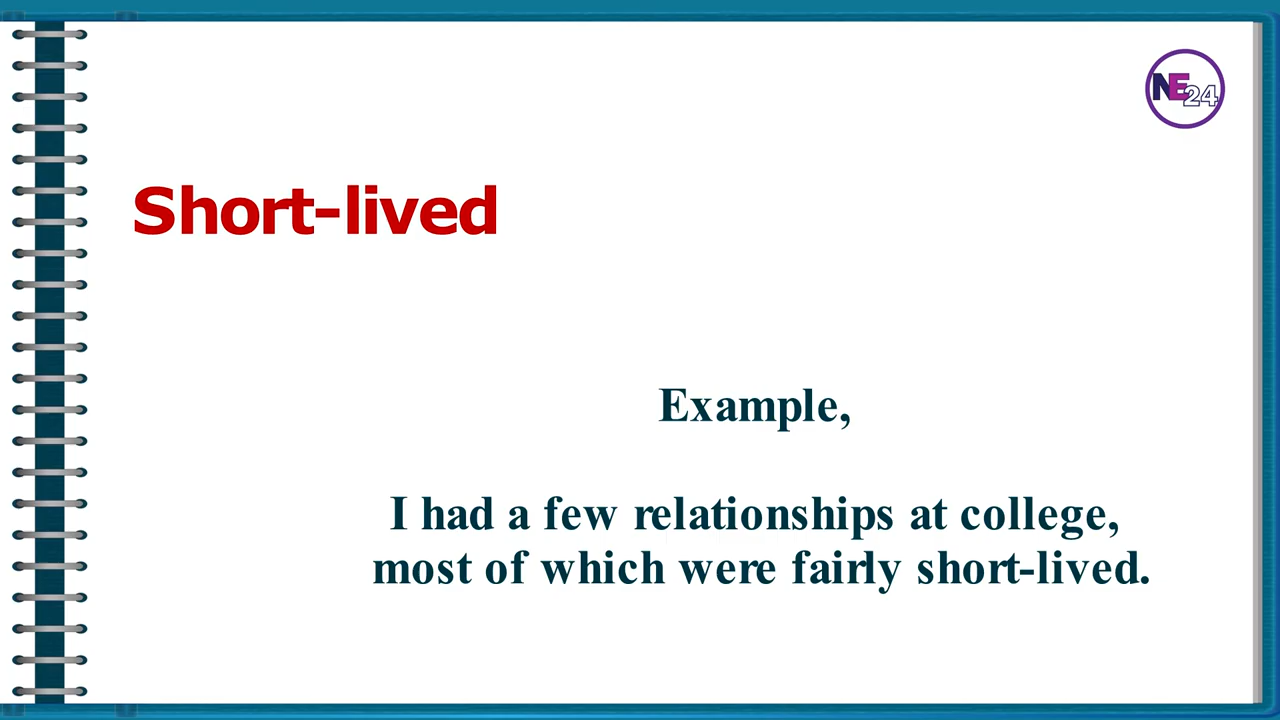 NE24
Short-lived
Example,
I had a few relationships at college,
most of which were fairly short-lived.